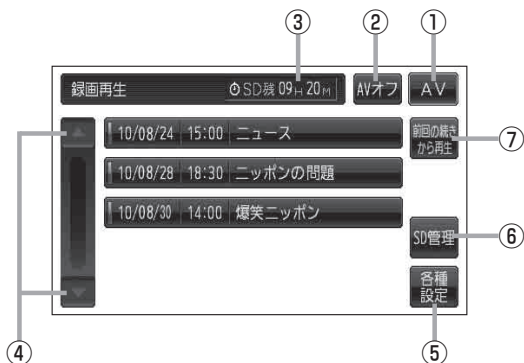 ③ ② ①
録画再生 SD残 09H 20M AVオフ AV
10/08/24 15:00 ニュース
前回の続き
から再生
⑦
10/08/28 18:30 ニッポンの問題
10/08/30 14:00 爆笑ニッポン
SD管理 ⑥
各種
設定
④ ⑤